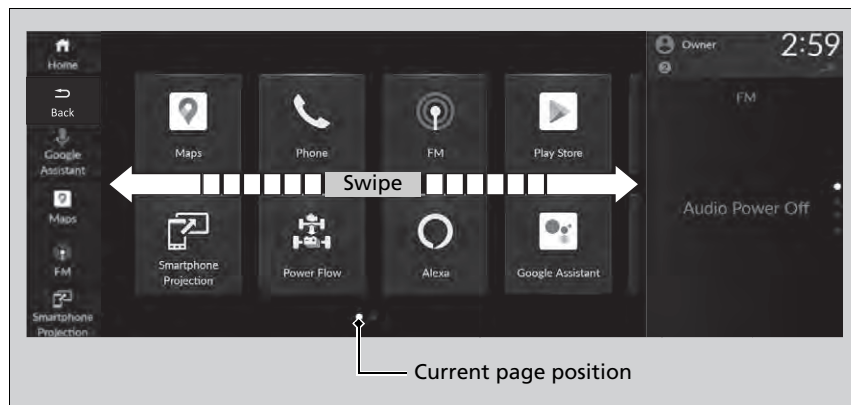 Home
Back
Google
Assistant
Maps
FM
Smartphone
Projection
Maps
Phone
FM
Play Store
Swipe
Smartphone
Projection
Power Flow
Alexa
Google Assistant
Owner
2:59
2
FM
Audio Power Off
Current page position